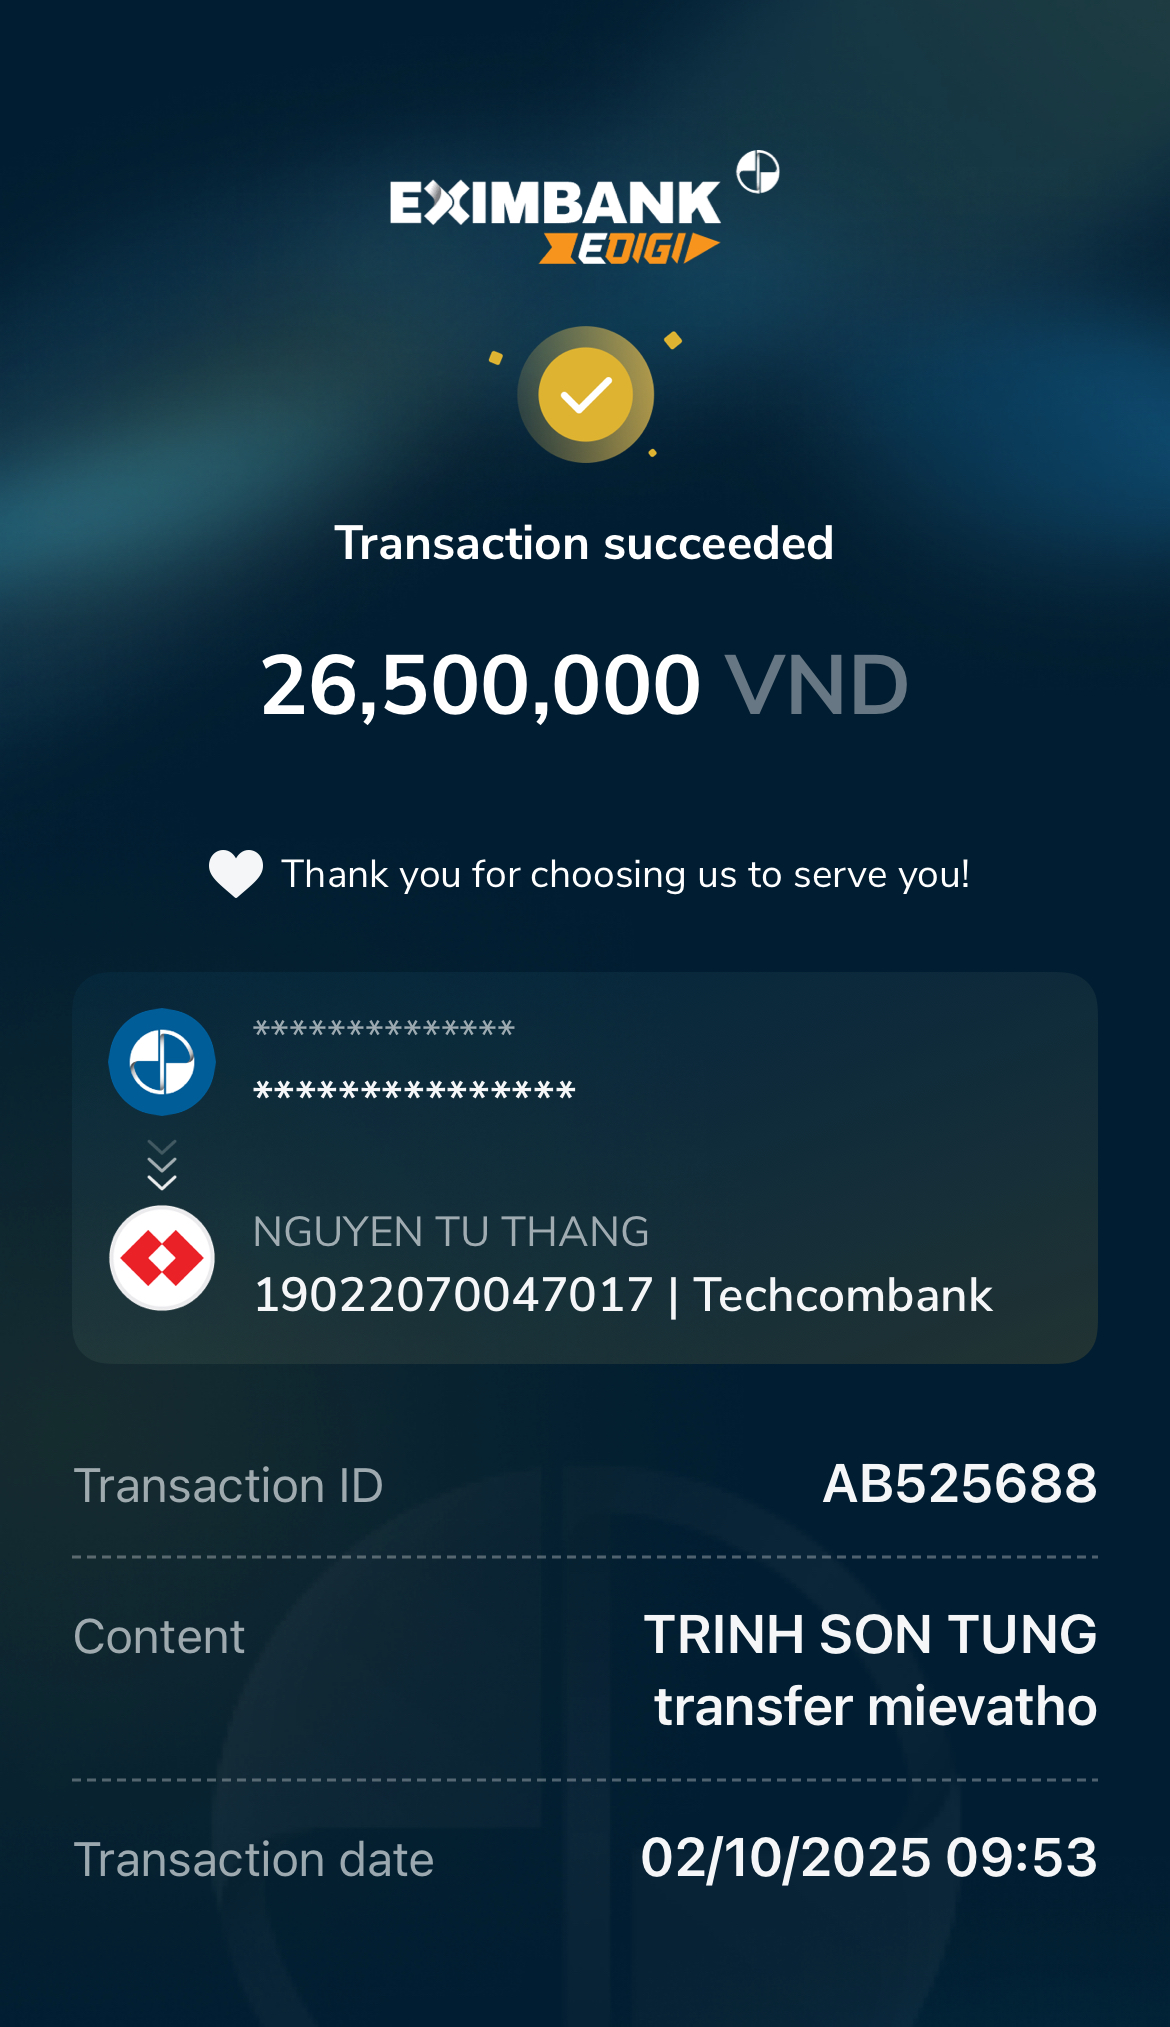 EXIMBANK
EDIGI
Transaction succeeded
26,500,000 VND
Thank you for choosing us to serve you!
**************
***************
NGUYEN TU THANG
19022070047017 | Techcombank
Transaction ID
AB525688
Content
TRINH SON TUNG
transfer mievatho
Transaction date
02/10/2025 09:53